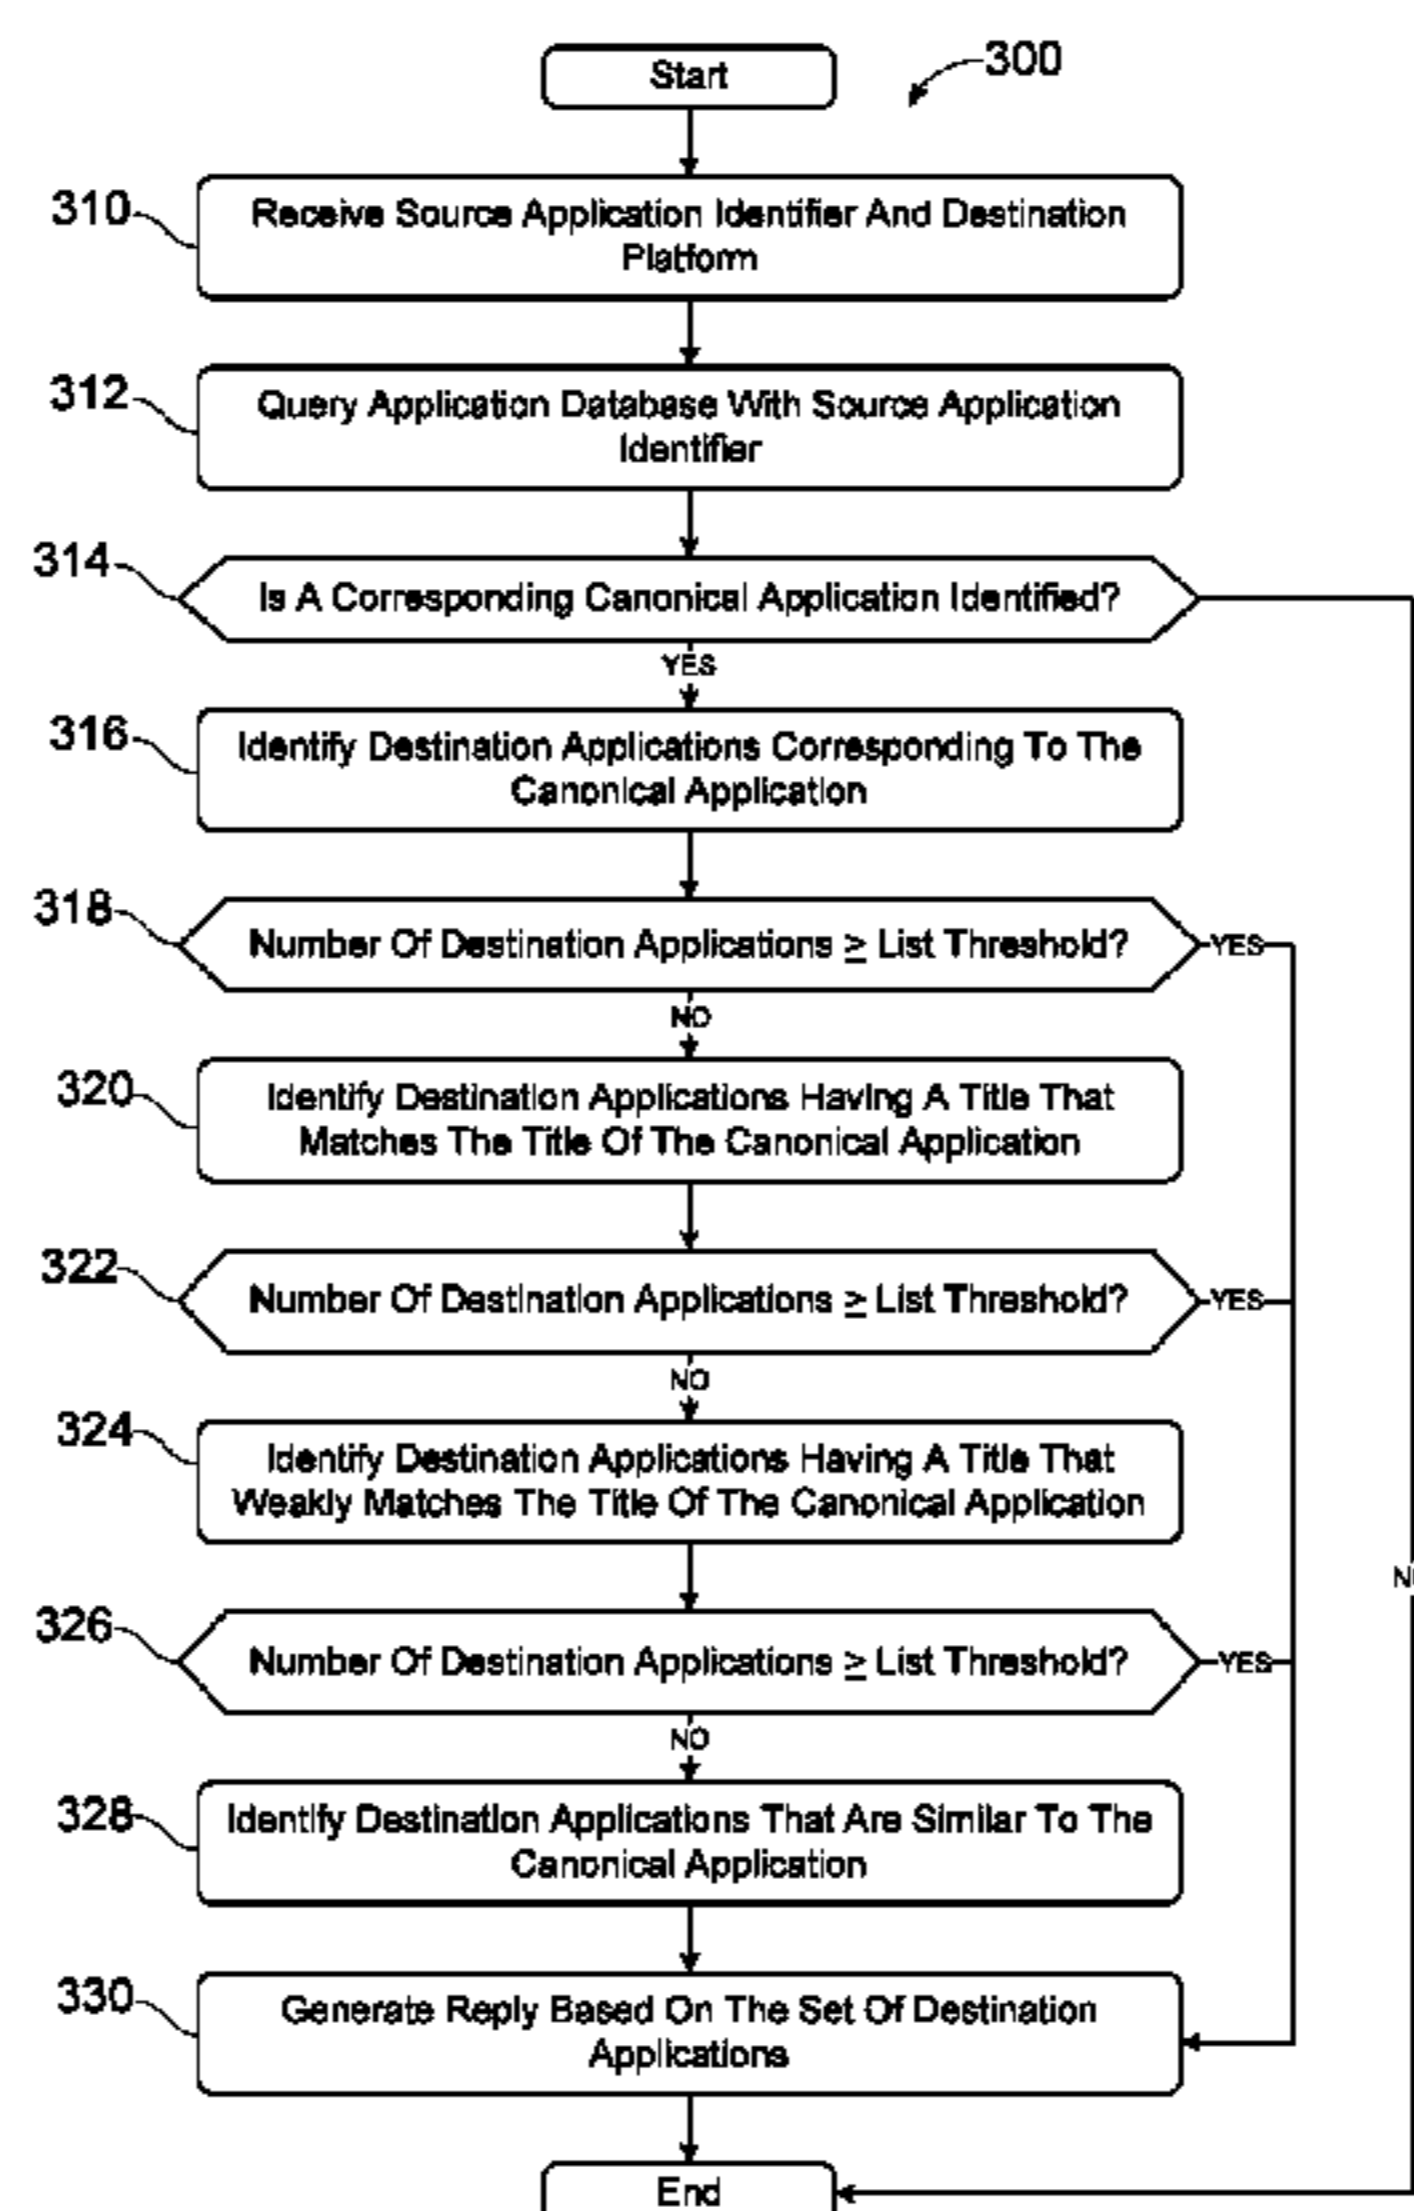 Start
300
310
Receive Source Application Identifier And Destination
Platform
312
Query Application Database With Source Application
Identifier
314
Is A Corresponding Canonical Application Identified?
YES
316
Identify Destination Applications Corresponding To The
Canonical Application
318
Number Of Destination Applications ≥ List Threshold?
YES
NO
320
Identify Destination Applications Having A Title That
Matches The Title Of The Canonical Application
322
Number Of Destination Applications ≥ List Threshold?
YES
NO
324
Identify Destination Applications Having A Title That
Weakly Matches The Title Of The Canonical Application
326
Number Of Destination Applications ≥ List Threshold?
YES
NO
328
Identify Destination Applications That Are Similar To The
Canonical Application
330
Generate Reply Based On The Set Of Destination
Applications
End